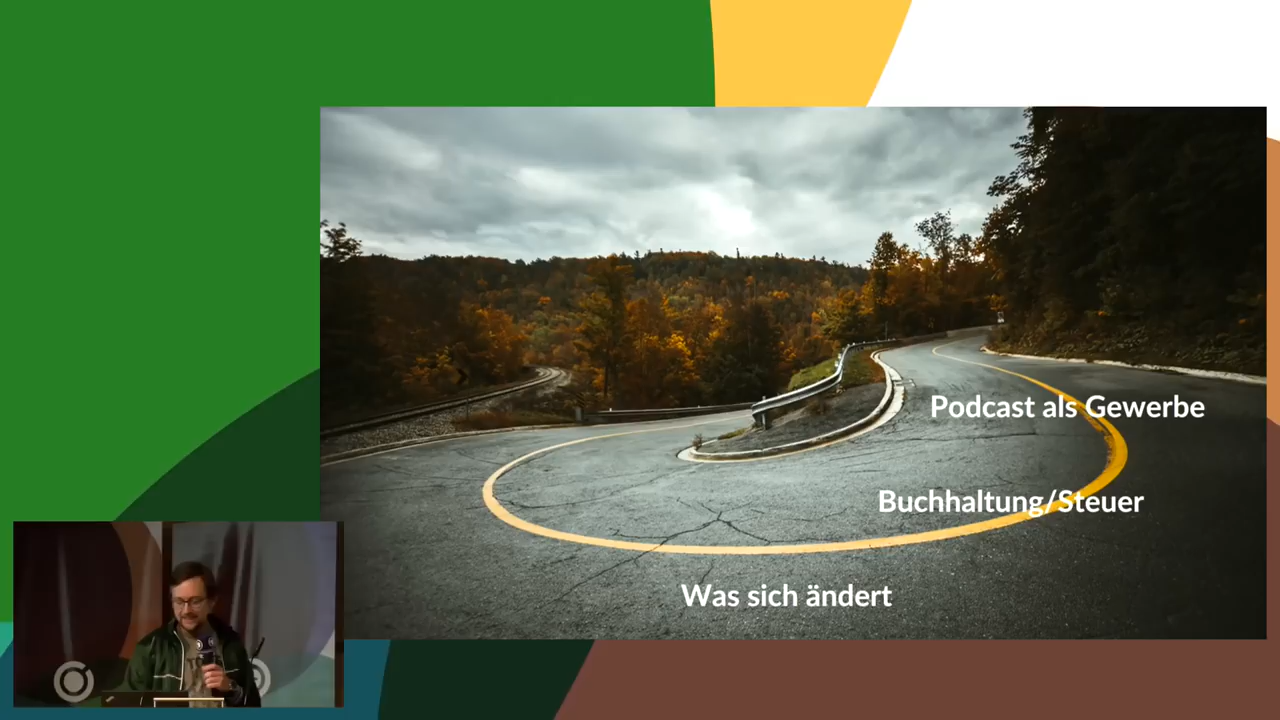 Podcast als Gewerbe
Buchhaltung/Steuer
Was sich ändert